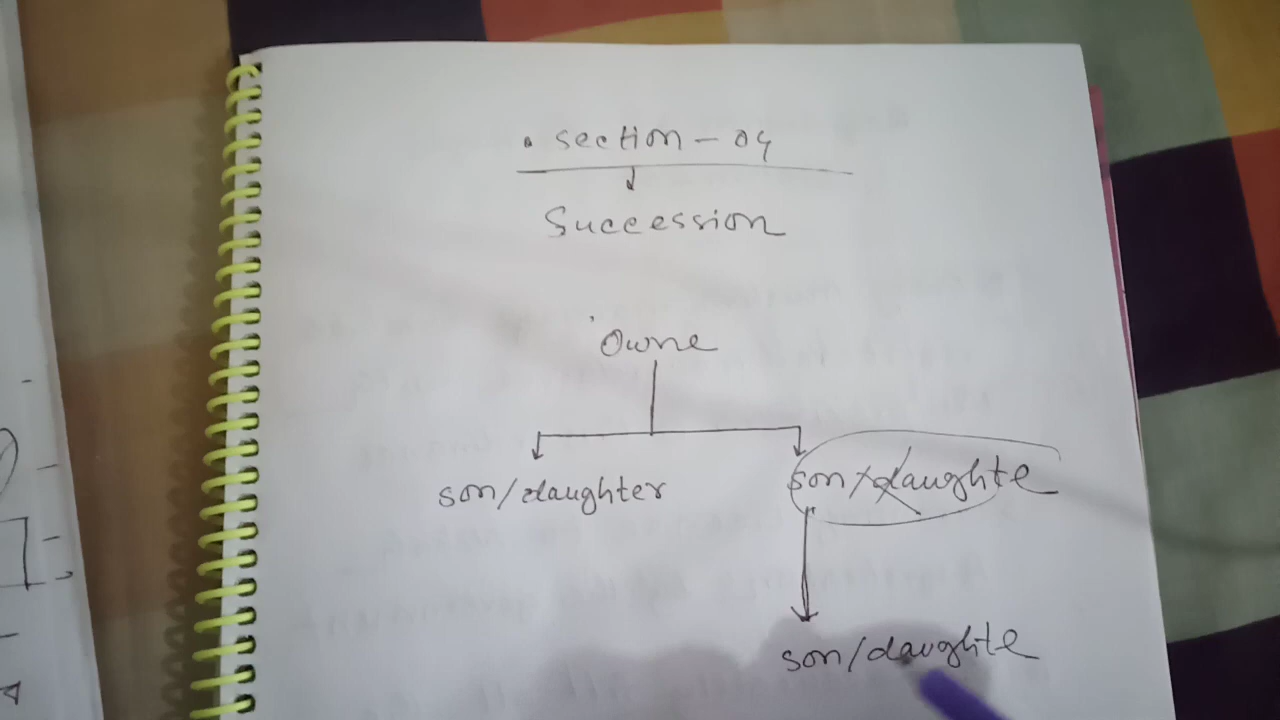 • section - 04
Succession
Owne
son/daughter son/daughte
son/daughte